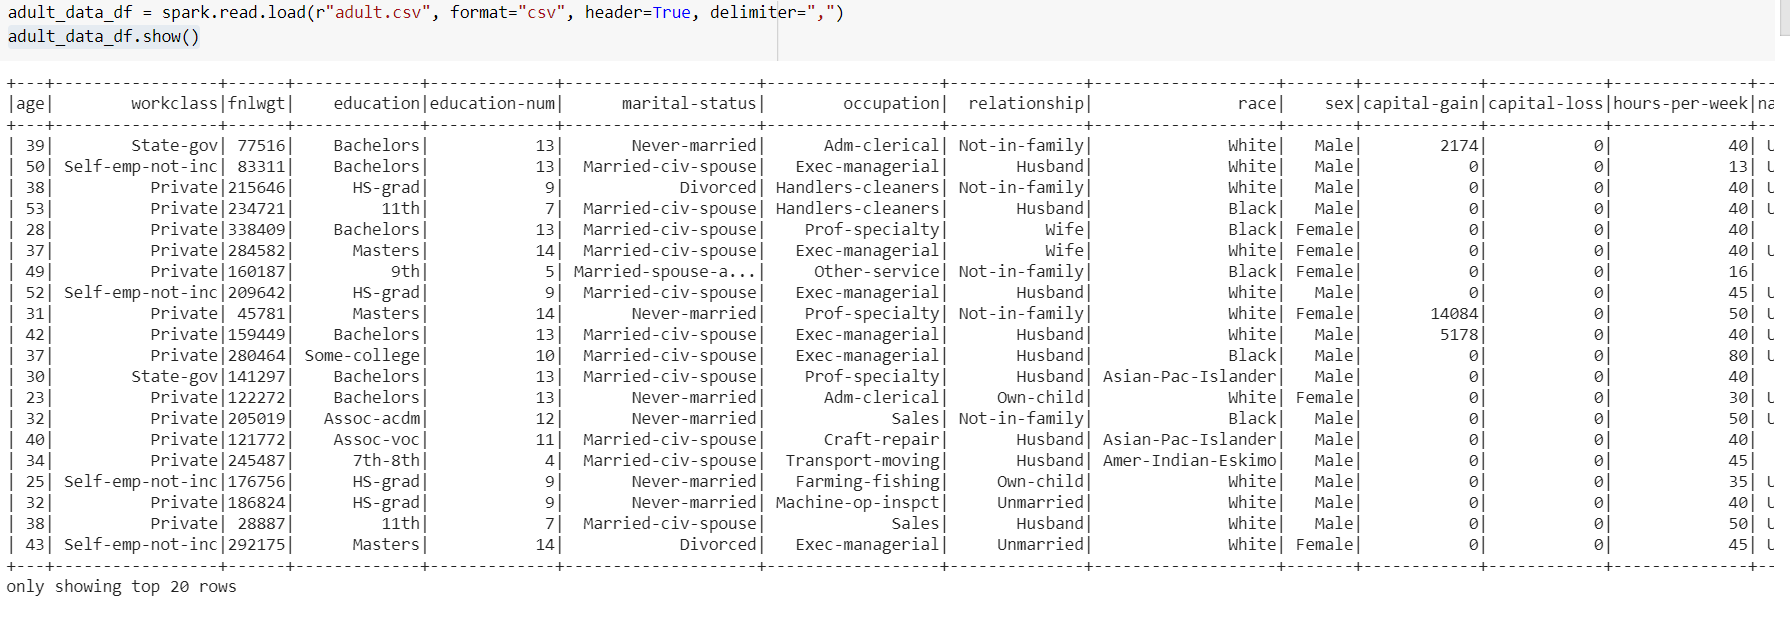 adult_data_df = spark.read.load(r"adult.csv", format="csv", header=True, delimiter=",")
adult_data_df.show()
+---+----------------+------+------------+-------------+--------------------+-----------------+--------------+------------------+------+------------+------------+--------------+--
|age|       workclass|fnlwgt|   education|education-num|      marital-status|       occupation|  relationship|              race|   sex|capital-gain|capital-loss|hours-per-week|na
+---+----------------+------+------------+-------------+--------------------+-----------------+--------------+------------------+------+------------+------------+--------------+--
| 39|       State-gov| 77516|   Bachelors|           13|       Never-married|     Adm-clerical| Not-in-family|             White|  Male|        2174|           0|            40| U
| 50|Self-emp-not-inc| 83311|   Bachelors|           13|  Married-civ-spouse|  Exec-managerial|       Husband|             White|  Male|           0|           0|            13| U
| 38|         Private|215646|     HS-grad|            9|            Divorced|Handlers-cleaners| Not-in-family|             White|  Male|           0|           0|            40| U
| 53|         Private|234721|        11th|            7|  Married-civ-spouse|Handlers-cleaners|       Husband|             Black|  Male|           0|           0|            40| U
| 28|         Private|338409|   Bachelors|           13|  Married-civ-spouse|   Prof-specialty|          Wife|             Black|Female|           0|           0|            40|
| 37|         Private|284582|     Masters|           14|  Married-civ-spouse|  Exec-managerial|          Wife|             White|Female|           0|           0|            40| U
| 49|         Private|160187|         9th|            5| Married-spouse-a...|    Other-service| Not-in-family|             Black|Female|           0|           0|            16|
| 52|Self-emp-not-inc|209642|     HS-grad|            9|  Married-civ-spouse|  Exec-managerial|       Husband|             White|  Male|           0|           0|            45| U
| 31|         Private| 45781|     Masters|           14|       Never-married|   Prof-specialty| Not-in-family|             White|Female|       14084|           0|            50| U
| 42|         Private|159449|   Bachelors|           13|  Married-civ-spouse|  Exec-managerial|       Husband|             White|  Male|        5178|           0|            40| U
| 37|         Private|280464|Some-college|           10|  Married-civ-spouse|  Exec-managerial|       Husband|             Black|  Male|           0|           0|            80| U
| 30|       State-gov|141297|   Bachelors|           13|  Married-civ-spouse|   Prof-specialty|       Husband|Asian-Pac-Islander|  Male|           0|           0|            40|
| 23|         Private|122272|   Bachelors|           13|       Never-married|     Adm-clerical|     Own-child|             White|Female|           0|           0|            30| U
| 32|         Private|205019|  Assoc-acdm|           12|       Never-married|            Sales| Not-in-family|             Black|  Male|           0|           0|            50| U
| 40|         Private|121772|   Assoc-voc|           11|  Married-civ-spouse|     Craft-repair|       Husband|Asian-Pac-Islander|  Male|           0|           0|            40|
| 34|         Private|245487|     7th-8th|            4|  Married-civ-spouse| Transport-moving|       Husband|Amer-Indian-Eskimo|  Male|           0|           0|            45|
| 25|Self-emp-not-inc|176756|     HS-grad|            9|       Never-married|  Farming-fishing|     Own-child|             White|  Male|           0|           0|            35| U
| 32|         Private|186824|     HS-grad|            9|       Never-married|Machine-op-inspct|     Unmarried|             White|  Male|           0|           0|            40| U
| 38|         Private| 28887|        11th|            7|  Married-civ-spouse|            Sales|       Husband|             White|  Male|           0|           0|            50| U
| 43|Self-emp-not-inc|292175|     Masters|           14|            Divorced|  Exec-managerial|     Unmarried|             White|Female|           0|           0|            45| U
+---+----------------+------+------------+-------------+--------------------+-----------------+--------------+------------------+------+------------+------------+--------------+--
only showing top 20 rows